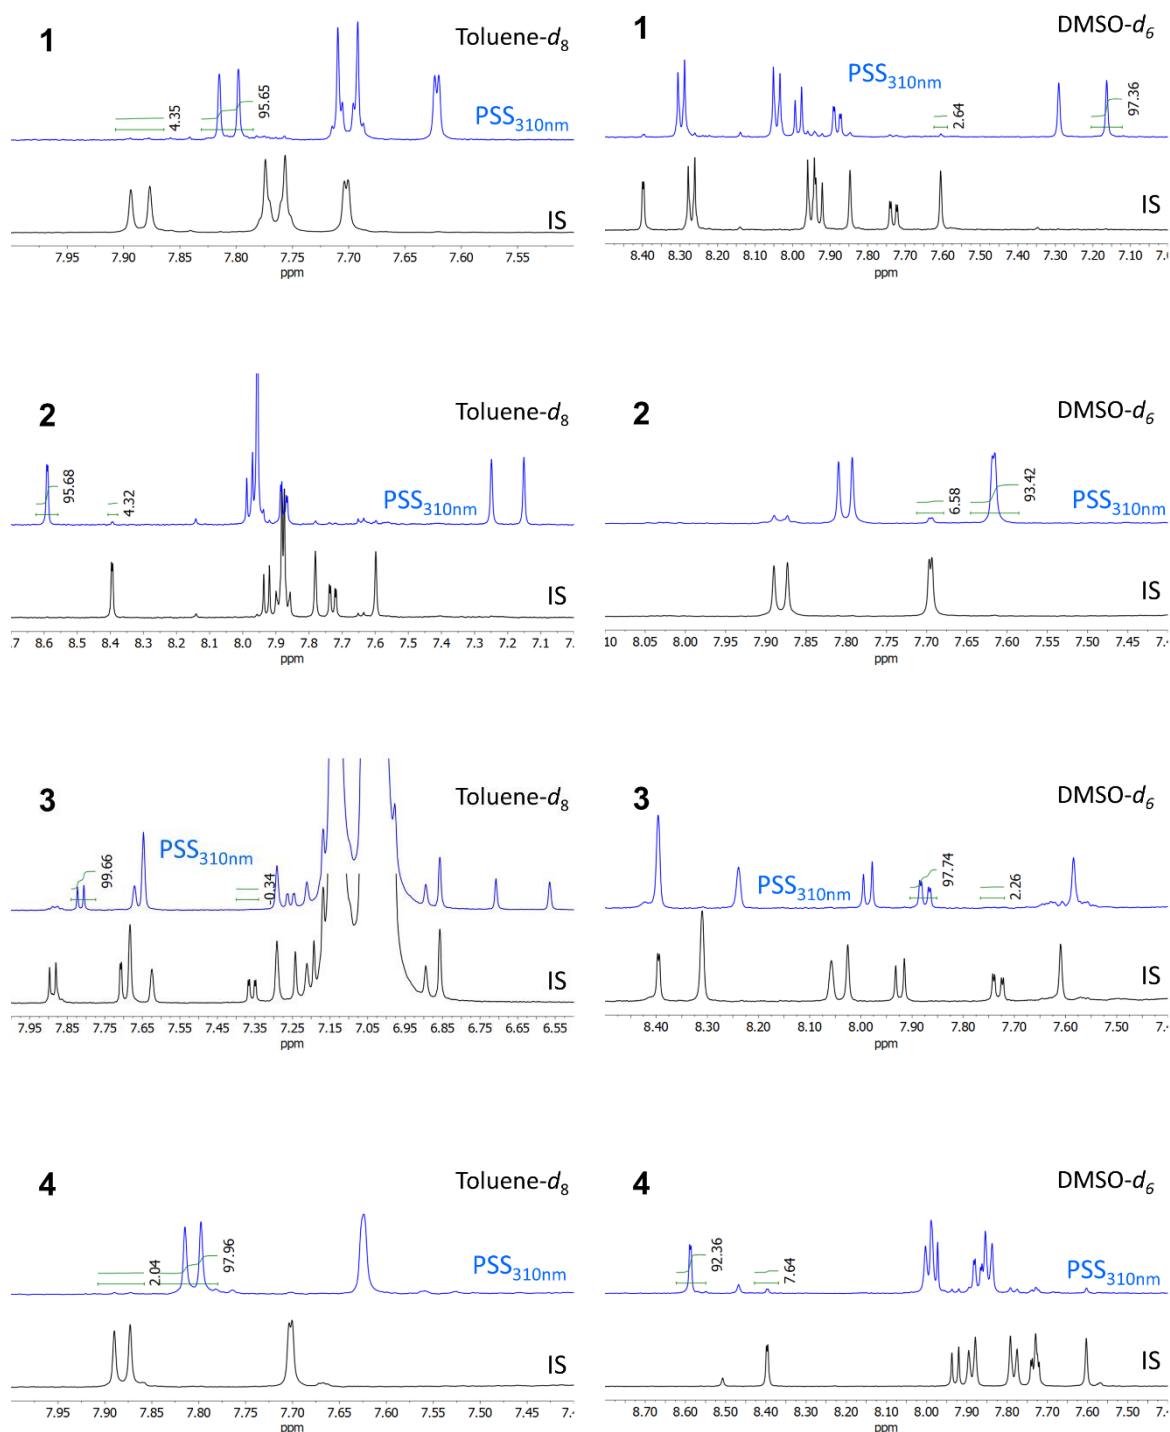 1
Toluene-d8
PSS310nm
4.35
95.65
IS
7.95 7.90 7.85 7.80 7.75 7.70 7.65 7.60 7.55
ppm
1
DMSO-d6
PSS310nm
2.64
97.36
IS
8.40 8.30 8.20 8.10 8.00 7.90 7.80 7.70 7.60 7.50 7.40 7.30 7.20 7.10 7.0
ppm
2
Toluene-d8
PSS310nm
95.68
4.32
IS
.7 8.6 8.5 8.4 8.3 8.2 8.1 8.0 7.9 7.8 7.7 7.6 7.5 7.4 7.3 7.2 7.1 7.0
ppm
2
DMSO-d6
PSS310nm
6.58
93.42
IS
10 8.05 8.00 7.95 7.90 7.85 7.80 7.75 7.70 7.65 7.60 7.55 7.50 7.45 7.40
ppm
3
Toluene-d8
PSS310nm
99.66
0.34
IS
7.95 7.85 7.75 7.65 7.55 7.45 7.35 7.25 7.15 7.05 6.95 6.85 6.75 6.65 6.55
ppm
3
DMSO-d6
PSS310nm
97.74
2.26
IS
8.40 8.30 8.20 8.10 8.00 7.90 7.80 7.70 7.60 7.50 7.4
ppm
4
Toluene-d8
PSS310nm
2.04
97.96
IS
7.95 7.90 7.85 7.80 7.75 7.70 7.65 7.60 7.55 7.50 7.45 7.4
ppm
4
DMSO-d6
PSS310nm
92.36
7.64
IS
8.70 8.60 8.50 8.40 8.30 8.20 8.10 8.00 7.90 7.80 7.70 7.60 7.50 7.4
ppm